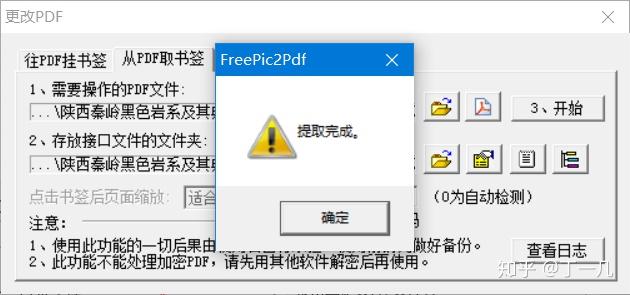 更改PDF
往PDF挂书签 从PDF取书签
FreePic2Pdf
1、需要操作的PDF文件:
...\陕西秦岭黑色岩系及其
3、开始
提取完成。
2、存放接口文件的文件夹:
...\陕西秦岭黑色岩系及其
点击书签后页面缩放: 适合
(0为自动检测)
确定
注意:
码
1、使用此功能的一切后果由
做好备份。
2、此功能不能处理加密PDF，请先用其他软件解密后再使用。
查看日志
知乎 @丁一九